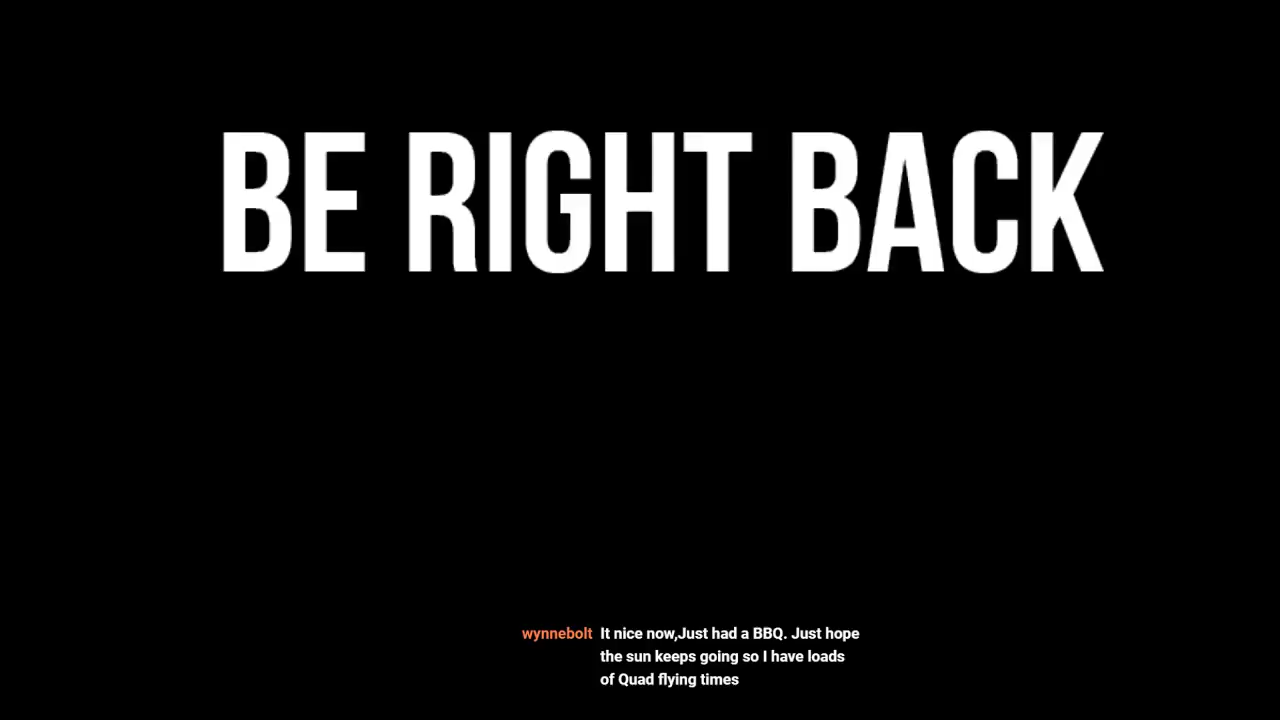 BE RIGHT BACK
wynnebolt It nice now,Just had a BBQ. Just hope
the sun keeps going so I have loads
of Quad flying times